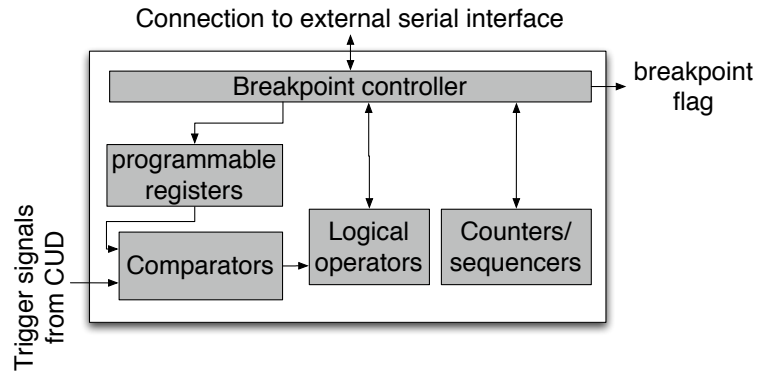 Connection to external serial interface
Breakpoint controller
breakpoint
flag
programmable
registers
Logical
operators
Counters/
sequencers
Comparators
Trigger signals
from CUD